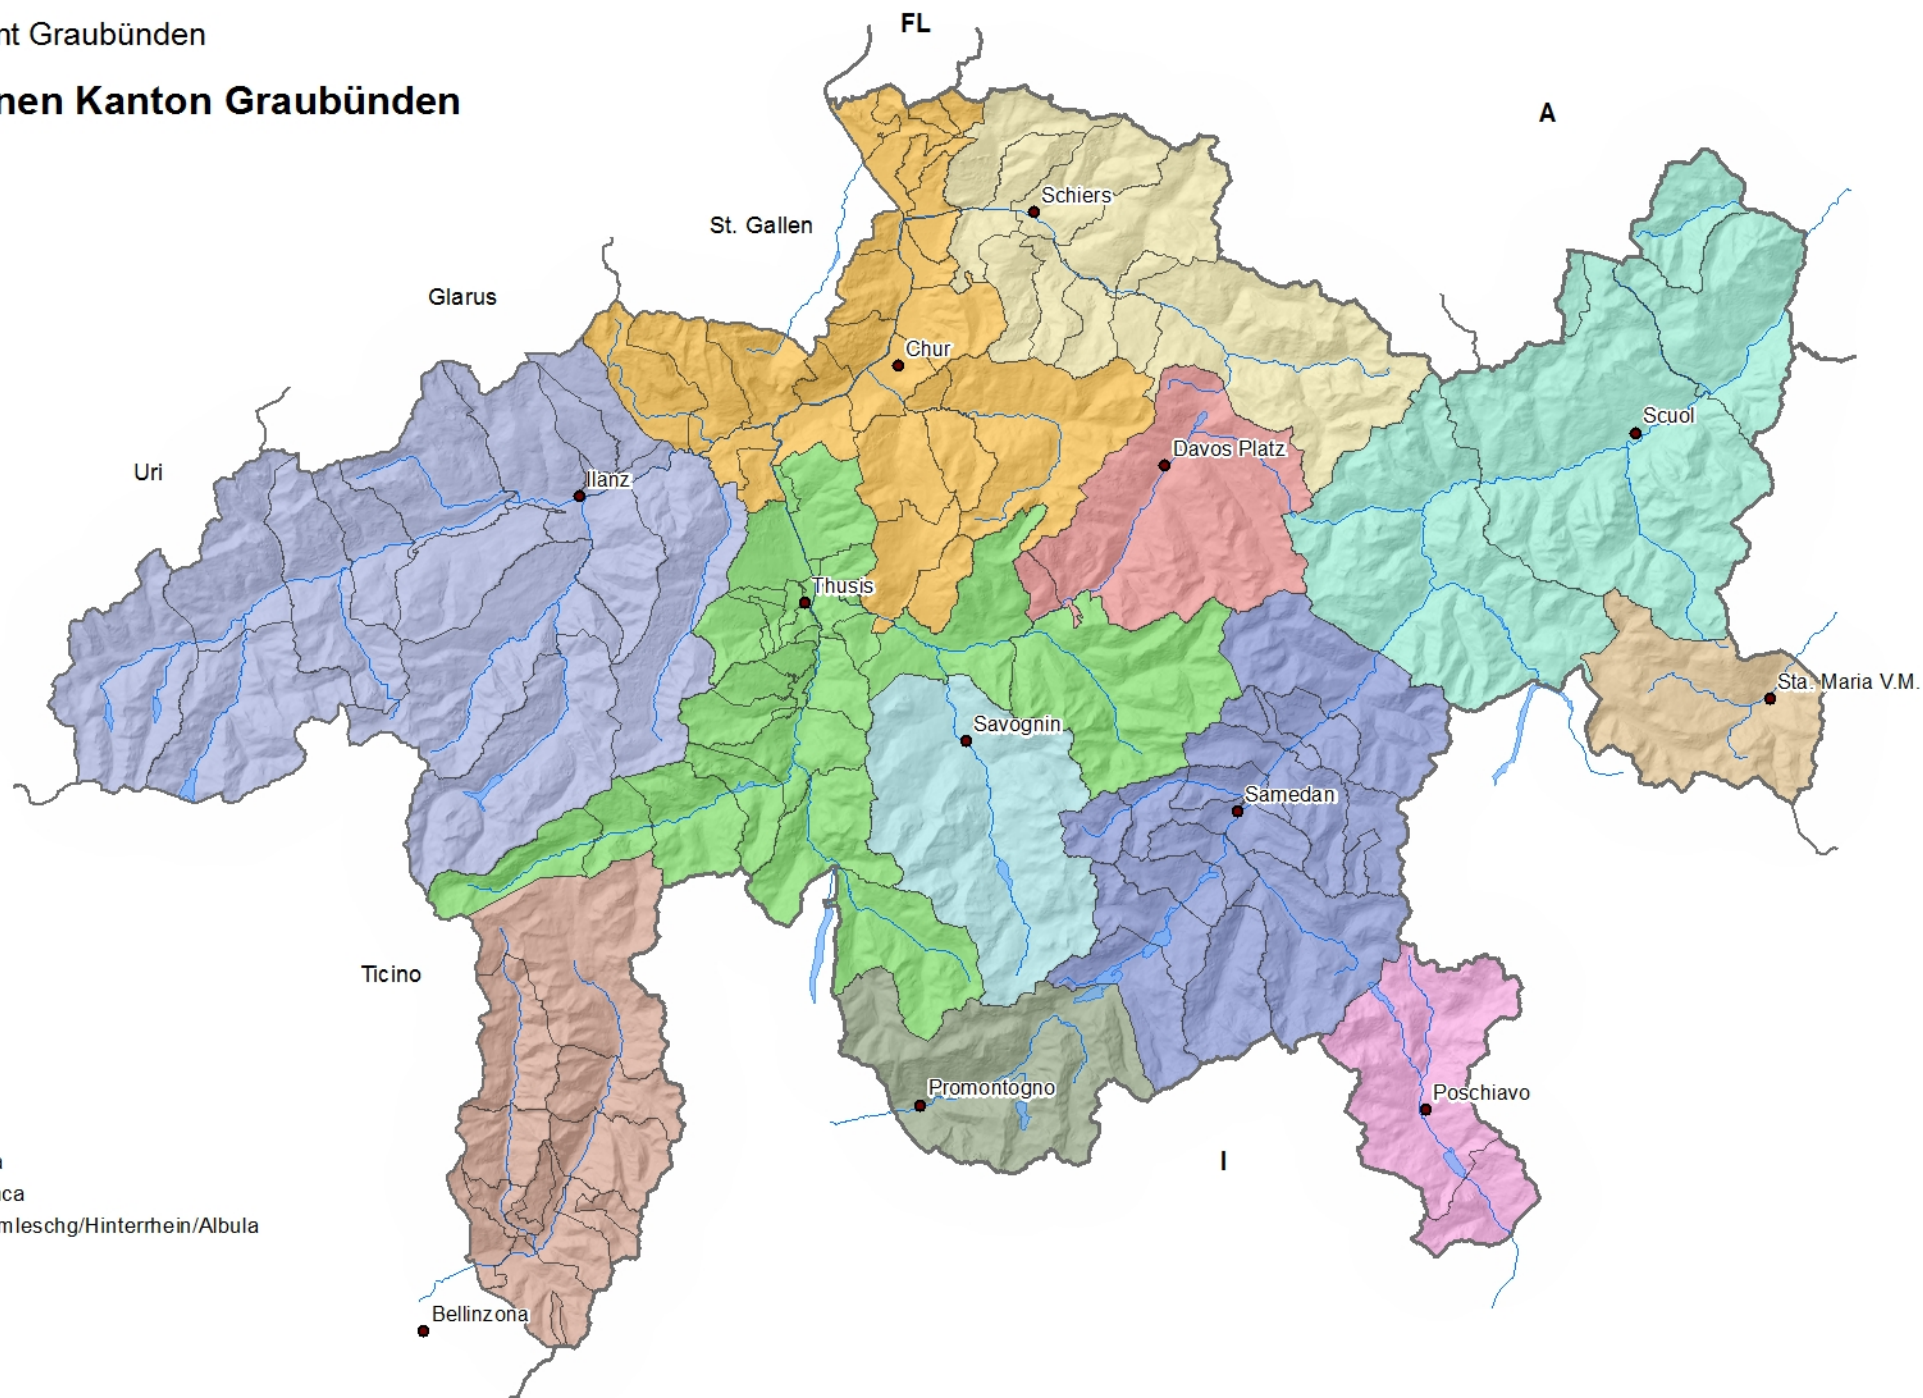 nt Graubünden
nen Kanton Graubünden
FL
A
Schiers
St. Gallen
Glarus
Chur
Scuol
Davos Platz
Uri
Ilanz
Thusis
Sta. Maria V.M.
Savognin
Samedan
Ticino
Promontogno
Poschiavo
I
a
ca
mleschg/Hinterrhein/Albula
Bellinzona